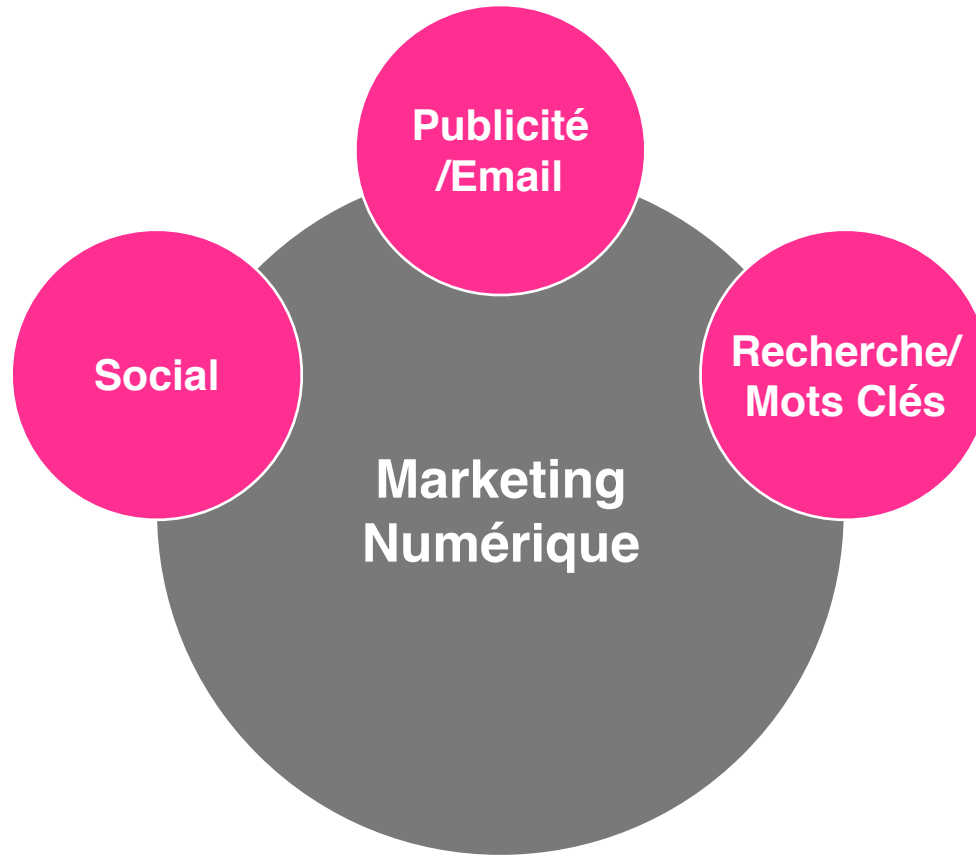 Publicité
/Email
Social
Recherche/
Mots Clés
Marketing
Numérique